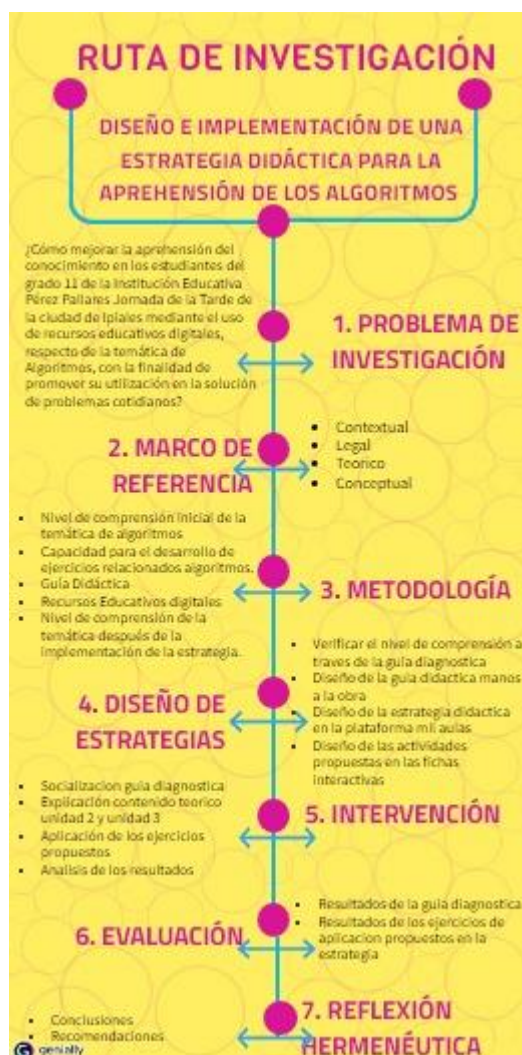 RUTA DE INVESTIGACIÓN
DISEÑO E IMPLEMENTACIÓN DE UNA
ESTRATEGIA DIDÁCTICA PARA LA
APREHENSIÓN DE LOS ALGORITMOS
¿Cómo mejorar la aprehensión del
conocimiento en los estudiantes del
grado 11 de la Institución Educativa
Pérez Pallares Jornada de la Tarde de
la ciudad de Ipiales mediante el uso
de recursos educativos digitales,
respecto de la temática de
Algoritmos, con la finalidad de
promover su utilización en la solución
de problemas cotidianos?
1. PROBLEMA DE
INVESTIGACIÓN
2. MARCO DE
REFERENCIA
• Contextual
• Legal
• Teorico
• Conceptual
• Nivel de comprensión inicial de la
temática de algoritmos
• Capacidad para el desarrollo de
ejercicios relacionados algoritmos.
• Guía Didáctica
• Recursos Educativos digitales
• Nivel de comprensión de la
temática después de la
implementación de la estrategia.
3. METODOLOGÍA
4. DISEÑO DE
ESTRATEGIAS
• Verificar el nivel de comprensión a
traves de la guia diagnostica
• Diseño de la guia didactica manos
a la obra
• Diseño de la estrategia didactica
en la plataforma mil aulas
• Diseño de las actividades
propuestas en las fichas
interactivas
• Socializacion guia diagnostica
• Explicación contenido teorico
unidad 2 y unidad 3
• Aplicación de los ejercicios
propuestos
• Analisis de los resultados
5. INTERVENCIÓN
6. EVALUACIÓN
• Resultados de la guia diagnostica
• Resultados de los ejercicios de
aplicacion propuestos en la
estrategia
• Conclusiones
• Recomendaciones
7. REFLEXIÓN
HERMENÉUTICA
genially